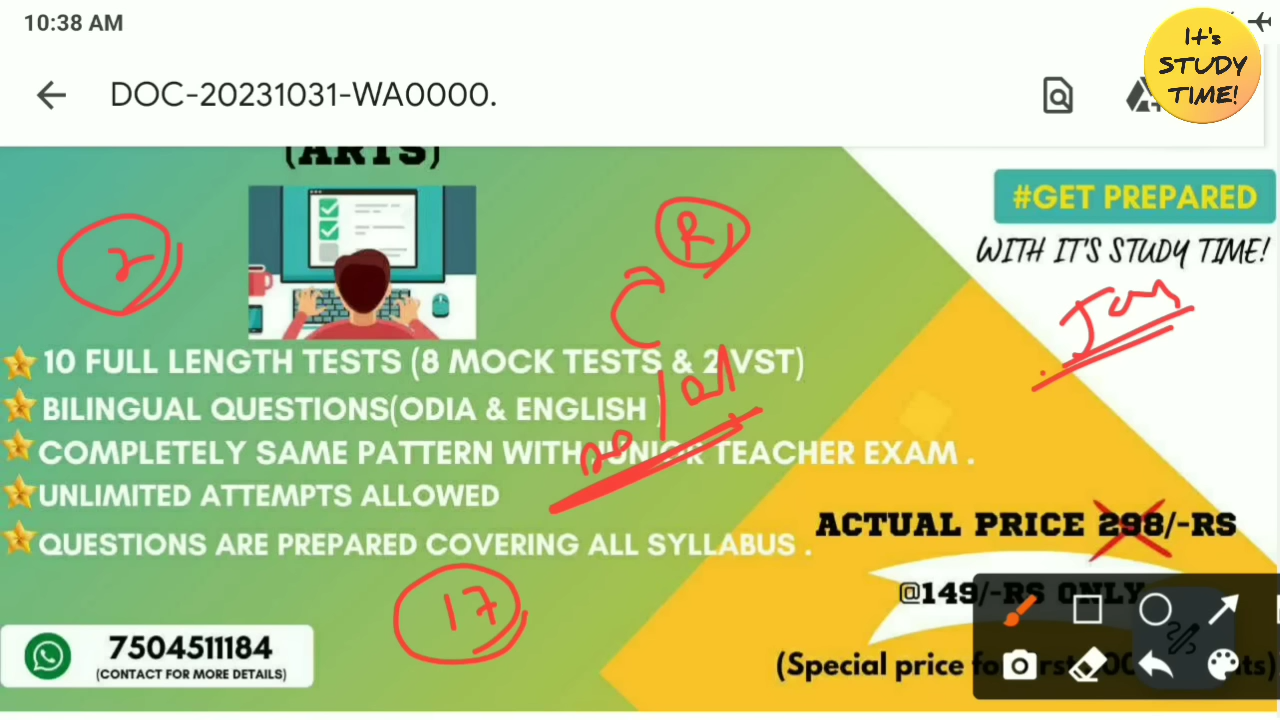 10:38 AM
It's
STUDY
TIME!
DOC-20231031-WA0000.
(ARTS)
#GET PREPARED
WITH IT'S STUDY TIME!
R
2
Jan
10 FULL LENGTH TESTS (8 MOCK TESTS & 2 VST)
BILINGUAL QUESTIONS(ODIA & ENGLISH )
COMPLETELY SAME PATTERN WITH JUNIOR TEACHER EXAM .
UNLIMITED ATTEMPTS ALLOWED
QUESTIONS ARE PREPARED COVERING ALL SYLLABUS .
ACTUAL PRICE 298/-RS
@149/-RS ONLY
17
7504511184
(CONTACT FOR MORE DETAILS)
(Special price